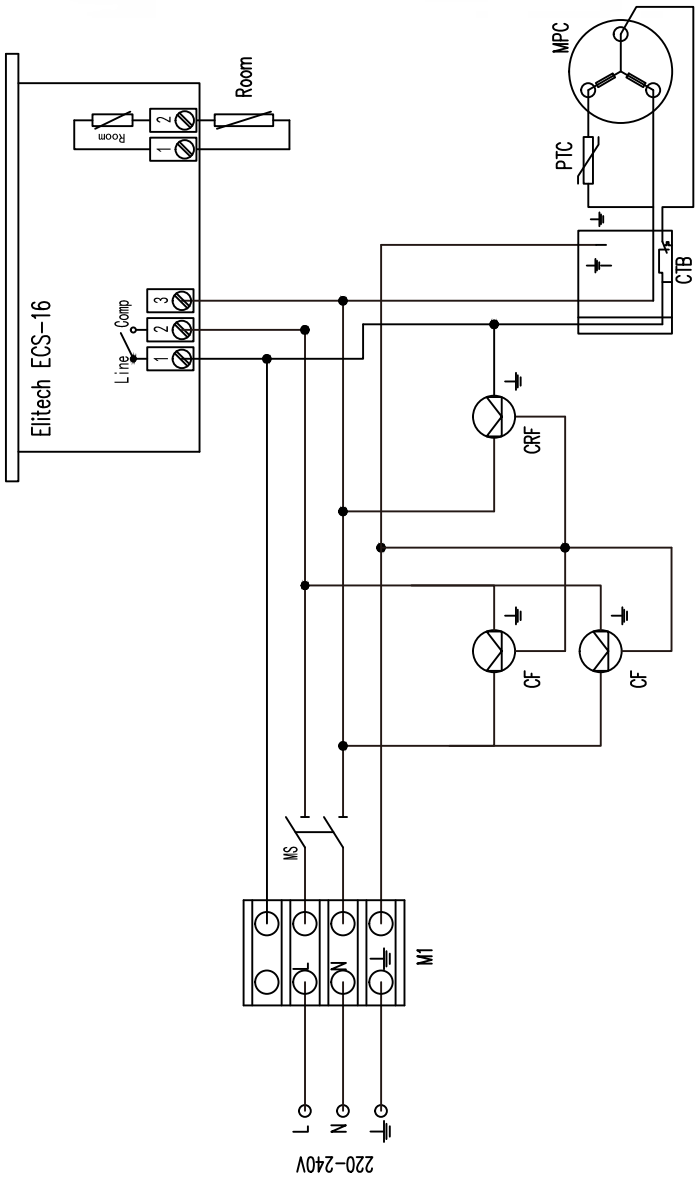 Elitech ECS-16
Room
2
1
Room
Line
Comp
3
2
1
MPC
PTC
CTB
CRF
CF
CF
MS
L
N
M1
L
N
220-240V